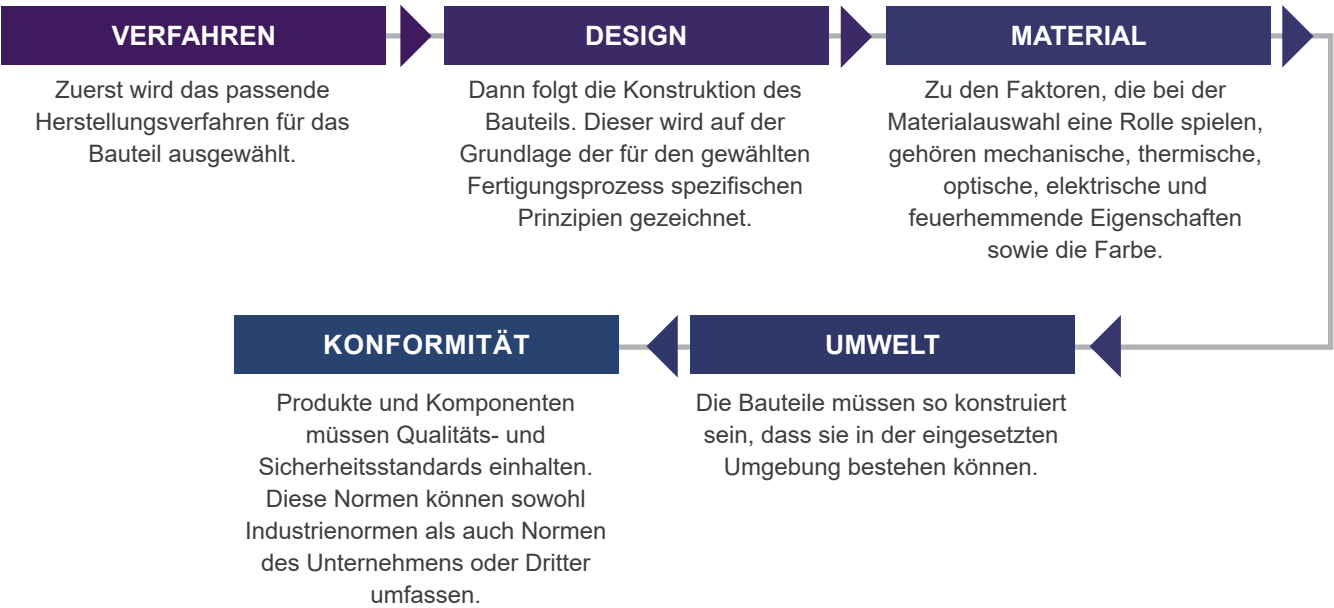 VERFAHREN
Zuerst wird das passende
Herstellungsverfahren für das
Bauteil ausgewählt.
DESIGN
Dann folgt die Konstruktion des
Bauteils. Dieser wird auf der
Grundlage der für den gewählten
Fertigungsprozess spezifischen
Prinzipien gezeichnet.
MATERIAL
Zu den Faktoren, die bei der
Materialauswahl eine Rolle spielen,
gehören mechanische, thermische,
optische, elektrische und
feuerhemmende Eigenschaften
sowie die Farbe.
UMWELT
Die Bauteile müssen so konstruiert
sein, dass sie in der eingesetzten
Umgebung bestehen können.
KONFORMITÄT
Produkte und Komponenten
müssen Qualitäts- und
Sicherheitsstandards einhalten.
Diese Normen können sowohl
Industrienormen als auch Normen
des Unternehmens oder Dritter
umfassen.